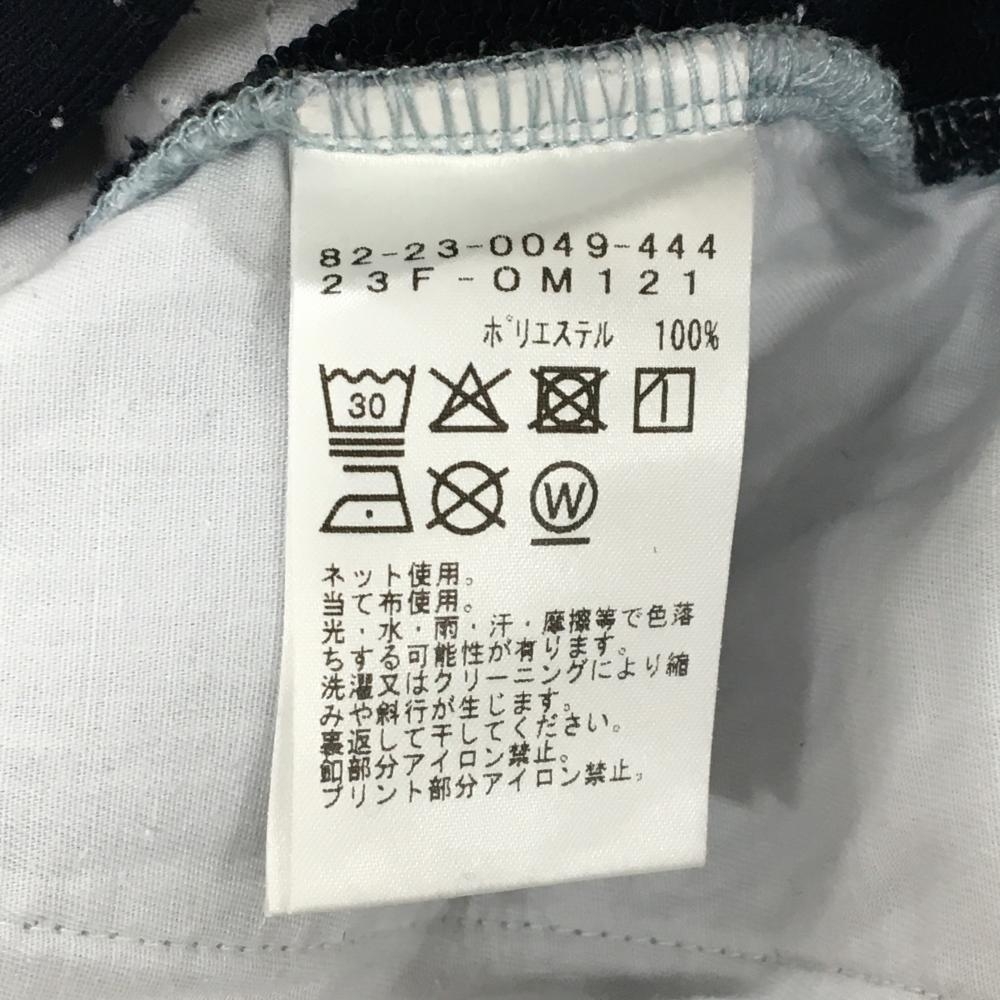 82-23-0049-444
23F-OM121
ポリエステル 100%
30
W
ネット使用。
当て布使用。
光・水・雨・汗・摩擦等で色落
ちする可能性が有ります。
洗濯又はクリーニングにより縮
みや斜行が生じます。
裏返して干してください。
釦部分アイロン禁止。
プリント部分アイロン禁止。